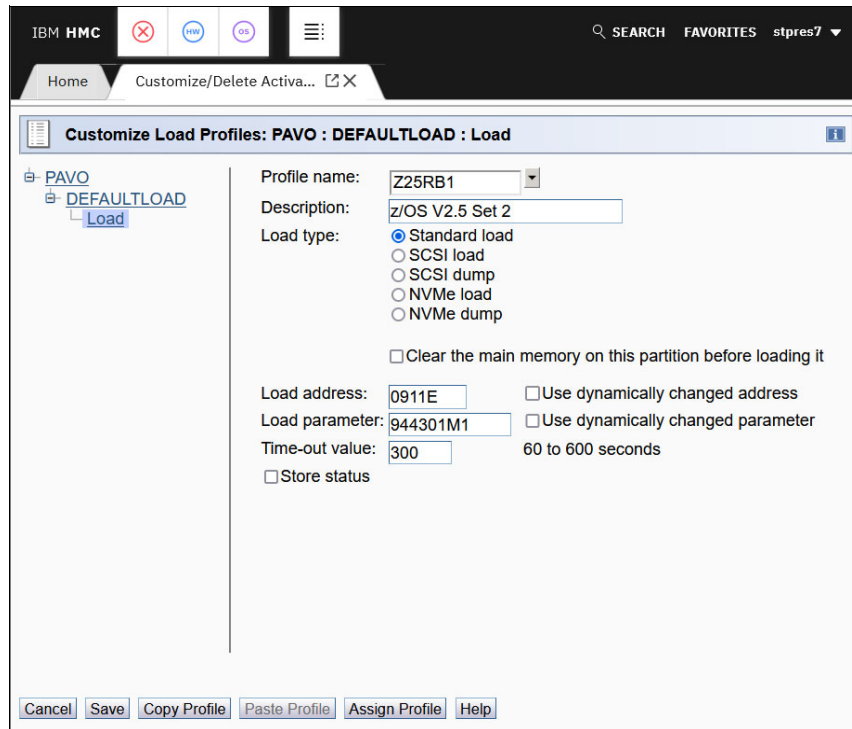 IBM HMC HW OS SEARCH FAVORITES stpres7
Home Customize/Delete Activa...
Customize Load Profiles: PAVO : DEFAULTLOAD : Load i
PAVO
DEFAULTLOAD
Load
Profile name: Z25RB1
Description: z/OS V2.5 Set 2
Load type: Standard load
SCSI load
SCSI dump
NVMe load
NVMe dump
Clear the main memory on this partition before loading it
Load address: 0911E Use dynamically changed address
Load parameter: 944301M1 Use dynamically changed parameter
Time-out value: 300 60 to 600 seconds
Store status
Cancel Save Copy Profile Paste Profile Assign Profile Help